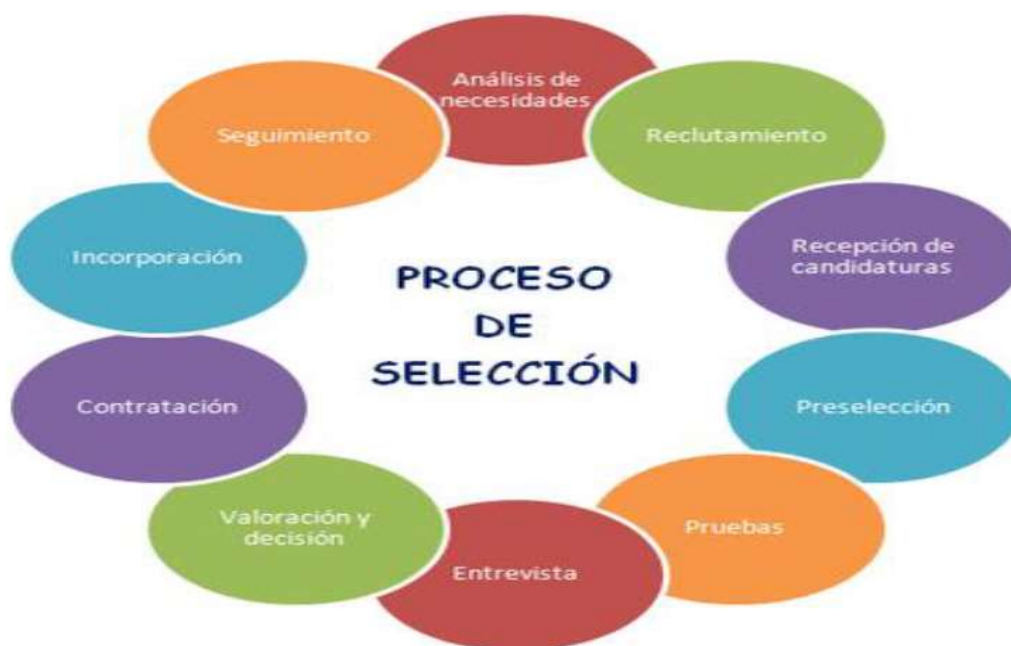 Análisis de
necesidades
Reclutamiento
Recepción de
candidaturas
Preselección
Pruebas
Entrevista
Valoración y
decisión
Contratación
Incorporación
Seguimiento
PROCESO
DE
SELECCIÓN